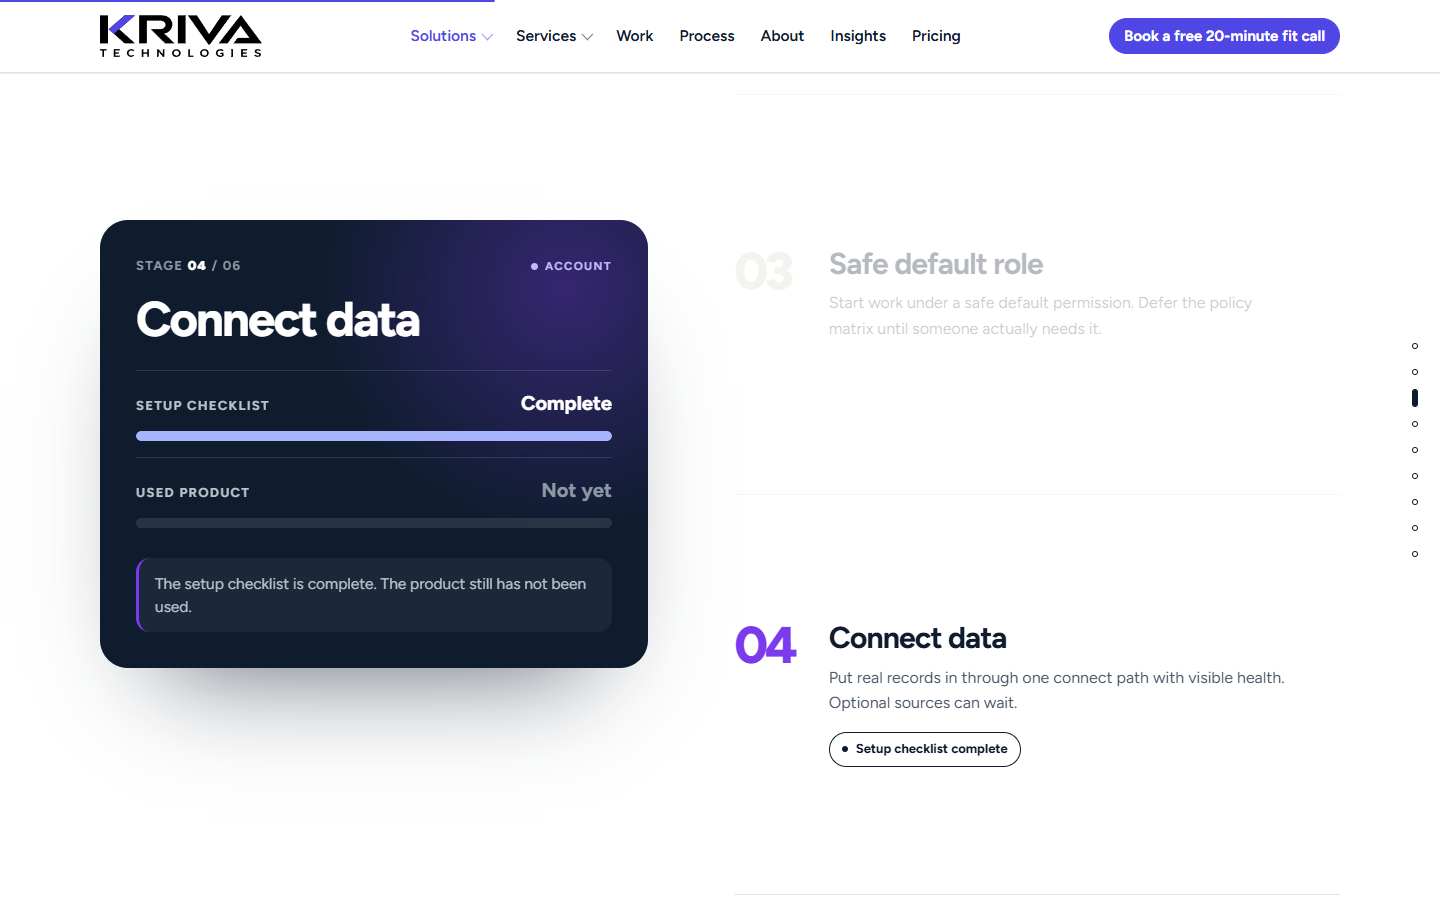 KRIVA
TECHNOLOGIES
Solutions
Services
Work
Process
About
Insights
Pricing
Book a free 20-minute fit call
STAGE 04 / 06
ACCOUNT
Connect data
SETUP CHECKLIST
Complete
USED PRODUCT
Not yet
The setup checklist is complete. The product still has not been
used.
03
Safe default role
Start work under a safe default permission. Defer the policy
matrix until someone actually needs it.
04
Connect data
Put real records in through one connect path with visible health.
Optional sources can wait.
Setup checklist complete